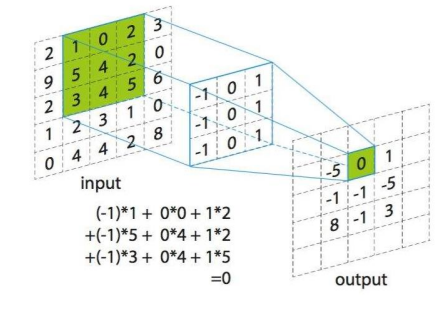 2 1 0 2 3
9 5 4 2 0
2 3 4 5 6
1 2 3 1 0
0 4 4 2 8
input
-1 0 1
-1 0 1
-1 0 1
-5 0 1
-1 -1 -5
8 -1 3
output
(-1)*1 + 0*0 + 1*2
+(-1)*5 + 0*4 + 1*2
+(-1)*3 + 0*4 + 1*5
=0